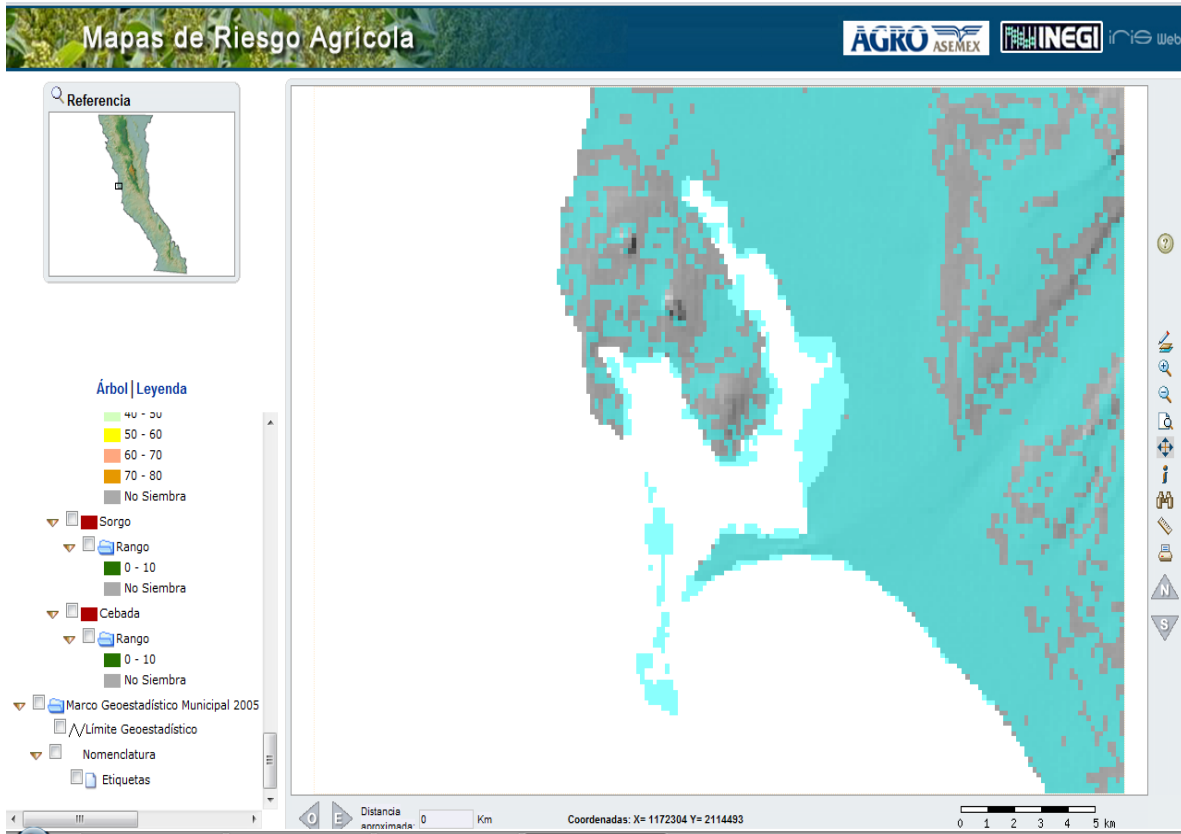 Mapas de Riesgo Agrícola
AGRO ASEMEX
INEGI
iris Web
Referencia
Árbol | Leyenda
40 - 50
50 - 60
60 - 70
70 - 80
No Siembra
Sorgo
Rango
0 - 10
No Siembra
Cebada
Rango
0 - 10
No Siembra
Marco Geoestadístico Municipal 2005
Límite Geoestadístico
Nomenclatura
Etiquetas
?
i
N
S
O
E
Distancia
aproximada: 0 Km
Coordenadas: X= 1172304 Y= 2114493
0 1 2 3 4 5 km